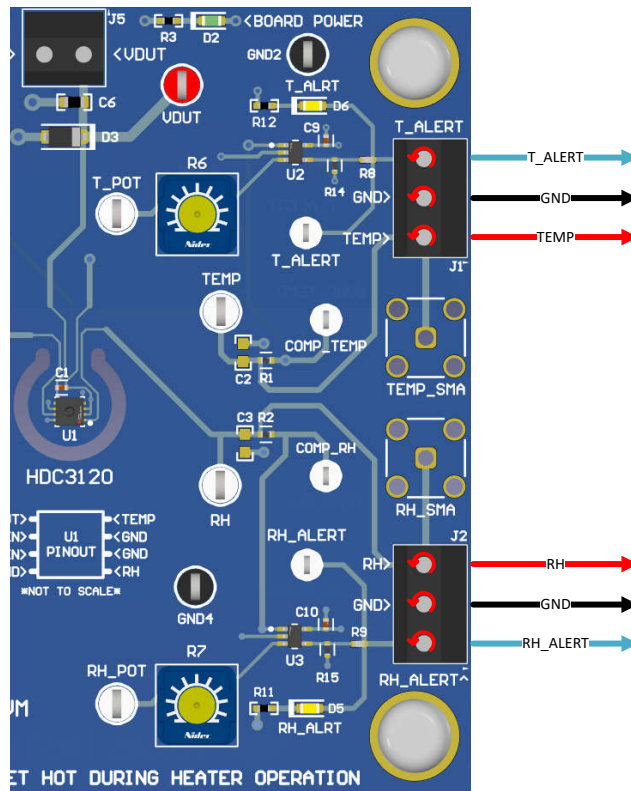 J5
R3
D2
<BOARD POWER
<VDUT
GND2
T_ALRT
VDUT
C6
D3
R12
D6
C9
T_ALERT
U2
R14
R8
T_ALERT
R6
T_POT
Nidec
GND>
GND
TEMP>
TEMP
T_ALERT
J1
TEMP
COMP_TEMP
C2
R1
TEMP_SMA
C1
U1
HDC3120
C3
R2
COMP_RH
RH
RH_SMA
U1
PINOUT
<TEMP
<GND
<GND
<RH
*NOT TO SCALE*
RH_ALERT
J2
RH>
RH
GND>
GND
GND4
C10
U3
R15
R9
RH_ALERT
RH_ALERT^
R7
RH_POT
Nidec
R11
D5
RH_ALRT
ET HOT DURING HEATER OPERATION